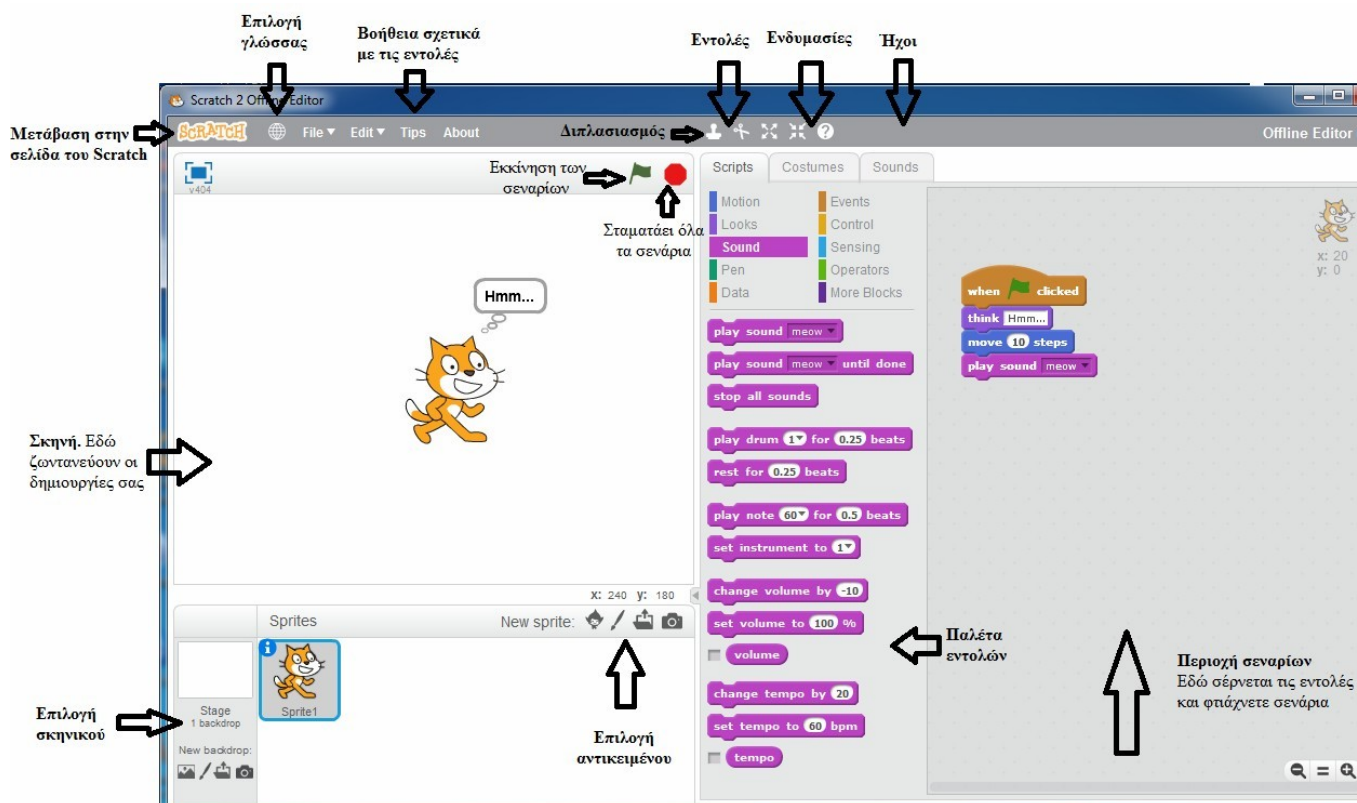 Επιλογή
γλώσσας
Βοήθεια σχετικά
με τις εντολές
Εντολές
Ενδυμασίες
Ήχοι
Scratch 2 Offline Editor
Μετάβαση στην
σελίδα του Scratch
SCRATCH
File
Edit
Tips
About
Διπλασιασμός
Offline Editor
v404
Εκκίνηση των
σεναρίων
Σταματάει όλα
τα σενάρια
Scripts
Costumes
Sounds
Motion
Events
Looks
Control
Sound
Sensing
Pen
Operators
Data
More Blocks
x: 20
y: 0
Hmm...
when clicked
think Hmm...
move 10 steps
play sound meow
play sound meow
play sound meow until done
stop all sounds
play drum 1 for 0.25 beats
rest for 0.25 beats
play note 60 for 0.5 beats
set instrument to 1
change volume by -10
set volume to 100 %
volume
change tempo by 20
set tempo to 60 bpm
tempo
Σκηνή. Εδώ
ζωντανεύουν οι
δημιουργίες σας
x: 240 y: 180
Sprites
New sprite:
Stage
1 backdrop
Sprite1
New backdrop:
Επιλογή
σκηνικού
Επιλογή
αντικειμένου
Παλέτα
εντολών
Περιοχή σεναρίων
Εδώ σέρνεται τις εντολές
και φτιάχνετε σενάρια